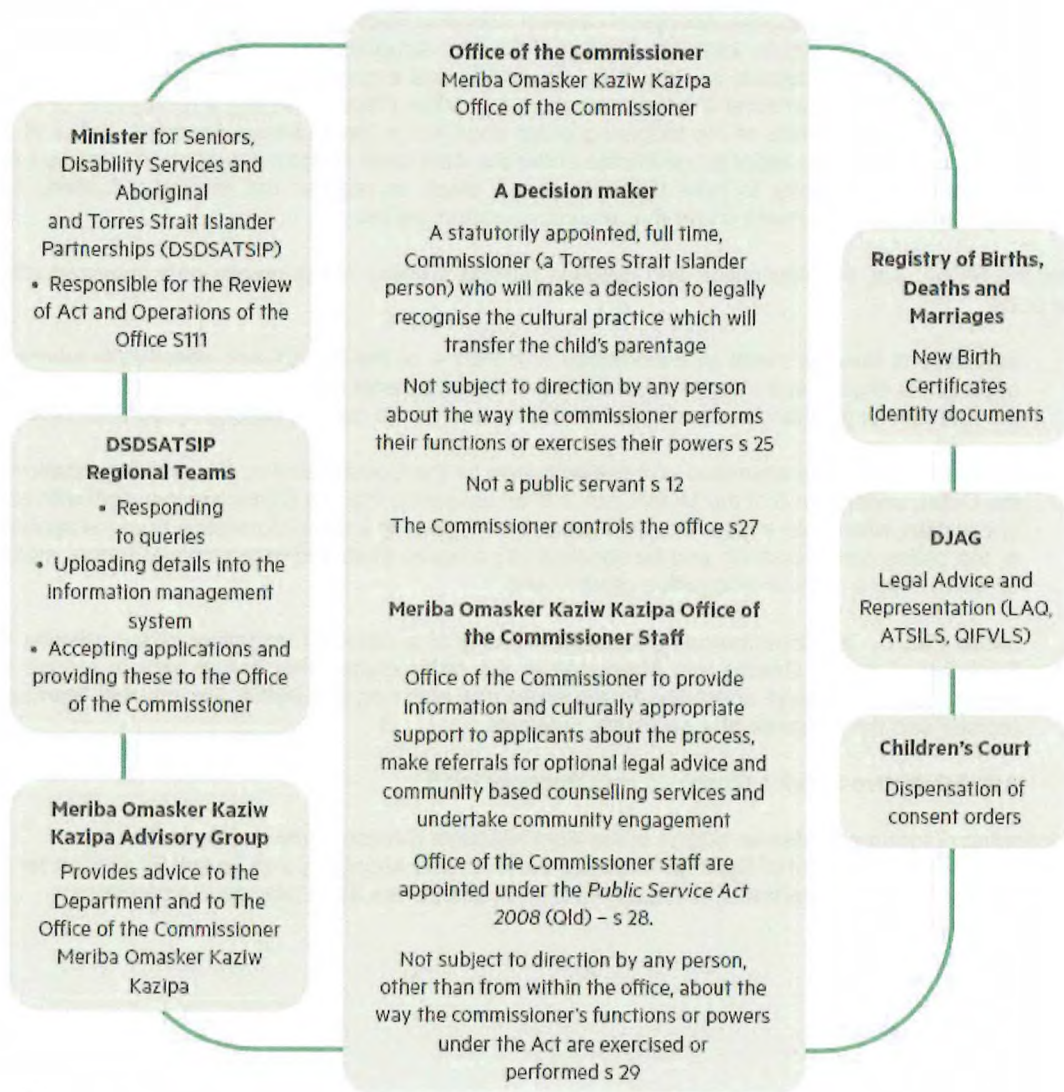 Office of the Commissioner
Meriba Omasker Kaziw Kazipa
Office of the Commissioner
A Decision maker
A statutorily appointed, full time,
Commissioner (a Torres Strait Islander
person) who will make a decision to legally
recognise the cultural practice which will
transfer the child's parentage
Not subject to direction by any person
about the way the commissioner performs
their functions or exercises their powers s 25
Not a public servant s 12
The Commissioner controls the office s27
Meriba Omasker Kaziw Kazipa Office of
the Commissioner Staff
Office of the Commissioner to provide
information and culturally appropriate
support to applicants about the process,
make referrals for optional legal advice and
community based counselling services and
undertake community engagement
Office of the Commissioner staff are
appointed under the Public Service Act
2008 (Qld) – s 28.
Not subject to direction by any person,
other than from within the office, about the
way the commissioner's functions or powers
under the Act are exercised or
performed s 29
Minister for Seniors,
Disability Services and
Aboriginal
and Torres Strait Islander
Partnerships (DSDSATSIP)
• Responsible for the Review
of Act and Operations of the
Office S111
DSDSATSIP
Regional Teams
• Responding
to queries
• Uploading details into the
information management
system
• Accepting applications and
providing these to the Office
of the Commissioner
Meriba Omasker Kaziw
Kazipa Advisory Group
Provides advice to the
Department and to The
Office of the Commissioner
Meriba Omasker Kaziw
Kazipa
Registry of Births,
Deaths and
Marriages
New Birth
Certificates
Identity documents
DJAG
Legal Advice and
Representation (LAQ,
ATSILS, QIFVLS)
Children's Court
Dispensation of
consent orders